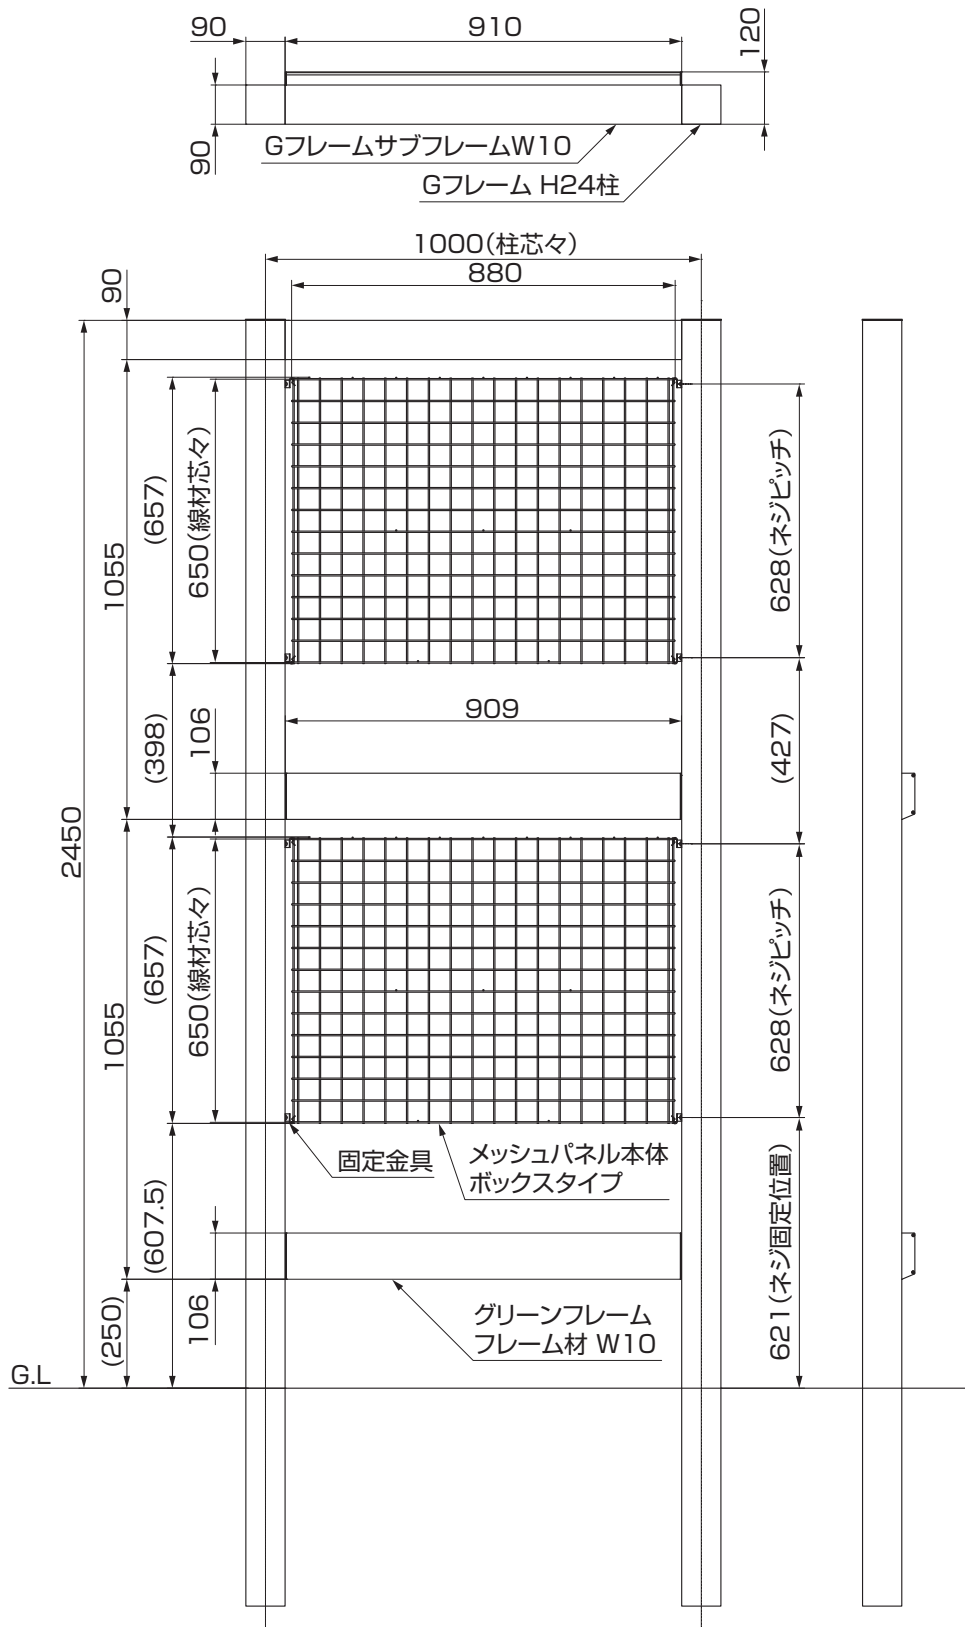 90
910
120
90
GフレームサブフレームW10
Gフレーム H24柱
1000(柱芯々)
880
90
2450
1055
(657)
650(線材芯々)
628(ネジピッチ)
909
(398)
106
(427)
1055
(657)
650(線材芯々)
628(ネジピッチ)
固定金具
メッシュパネル本体
ボックスタイプ
(607.5)
(250)
106
621(ネジ固定位置)
グリーンフレーム
フレーム材 W10
G.L